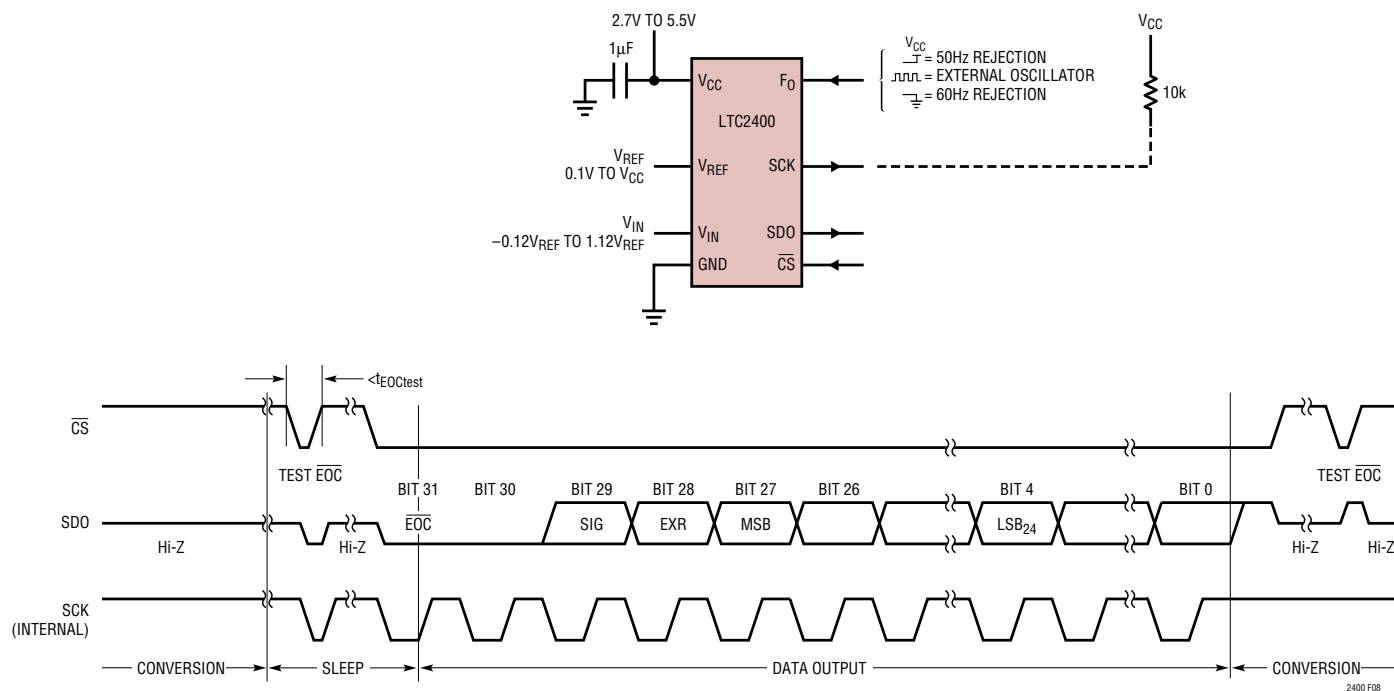 2.7V TO 5.5V
1µF
VCC
FO
LTC2400
VREF
0.1V TO VCC
VREF
SCK
VIN
–0.12VREF TO 1.12VREF
VIN
SDO
GND
CS
VCC
= 50Hz REJECTION
= EXTERNAL OSCILLATOR
= 60Hz REJECTION
VCC
10k
<tEOCtest
CS
TEST EOC
TEST EOC
BIT 31
BIT 30
BIT 29
BIT 28
BIT 27
BIT 26
BIT 4
BIT 0
SDO
EOC
SIG
EXR
MSB
LSB24
Hi-Z
Hi-Z
Hi-Z
Hi-Z
SCK
(INTERNAL)
CONVERSION
SLEEP
DATA OUTPUT
CONVERSION
2400 F08